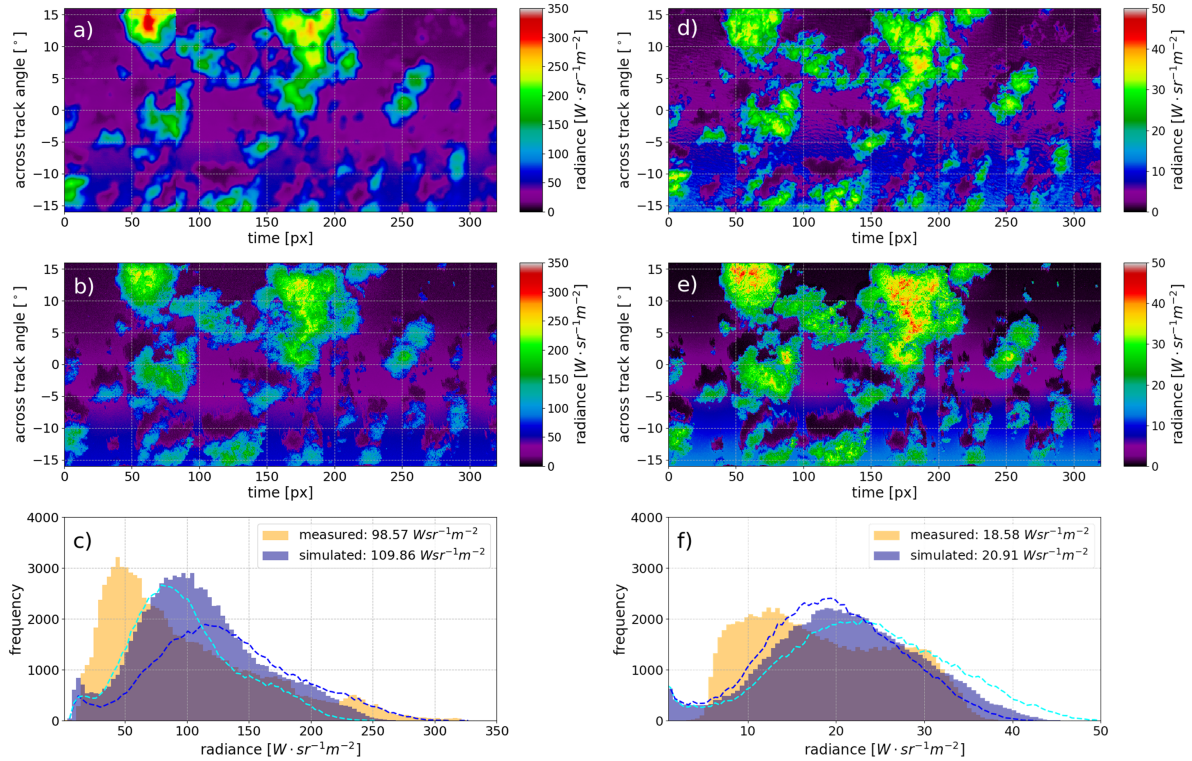 a)
across track angle [°]
15
10
5
0
−5
−10
−15
0 50 100 150 200 250 300
time [px]
350
300
250
200
150
100
50
0
radiance [W · sr⁻¹m⁻²]
d)
across track angle [°]
15
10
5
0
−5
−10
−15
0 50 100 150 200 250 300
time [px]
50
40
30
20
10
0
radiance [W · sr⁻¹m⁻²]
b)
across track angle [°]
15
10
5
0
−5
−10
−15
0 50 100 150 200 250 300
time [px]
350
300
250
200
150
100
50
0
radiance [W · sr⁻¹m⁻²]
e)
across track angle [°]
15
10
5
0
−5
−10
−15
0 50 100 150 200 250 300
time [px]
50
40
30
20
10
0
radiance [W · sr⁻¹m⁻²]
c)
measured: 98.57 Wsr⁻¹m⁻²
simulated: 109.86 Wsr⁻¹m⁻²
frequency
4000
3000
2000
1000
0
50 100 150 200 250 300 350
radiance [W · sr⁻¹m⁻²]
f)
measured: 18.58 Wsr⁻¹m⁻²
simulated: 20.91 Wsr⁻¹m⁻²
frequency
4000
3000
2000
1000
0
10 20 30 40 50
radiance [W · sr⁻¹m⁻²]